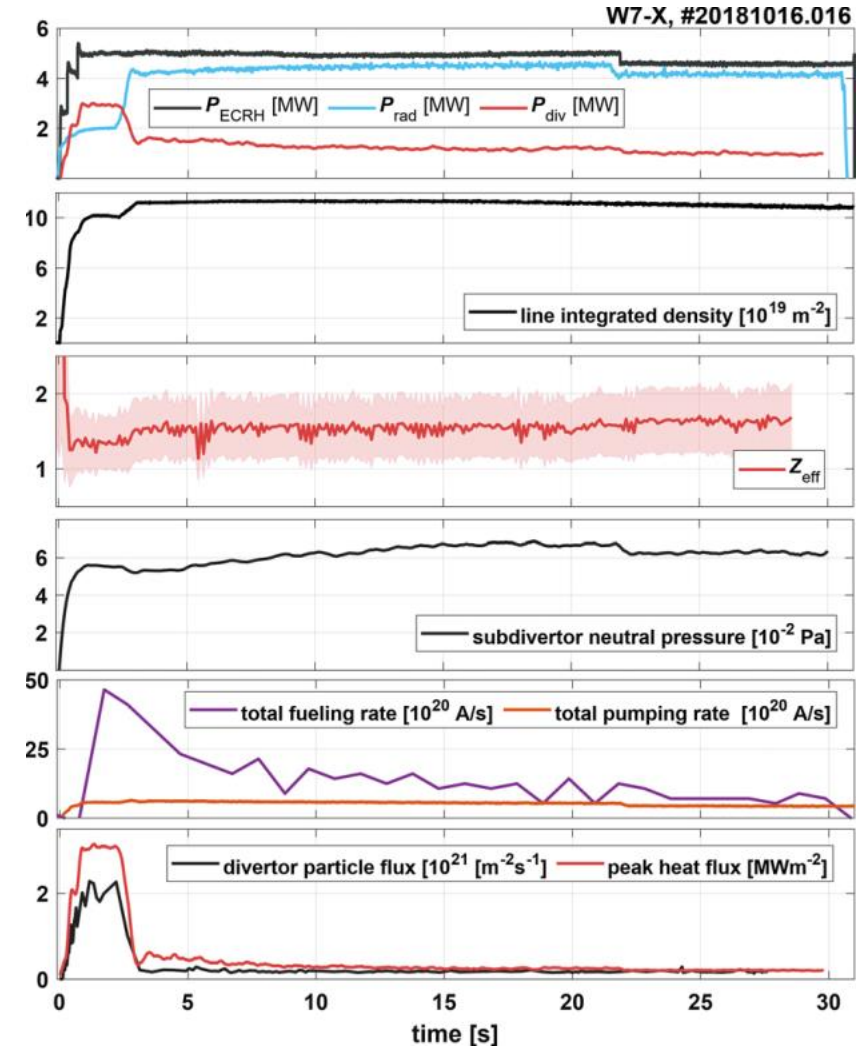 W7-X, #20181016.016
6
4
2
P_ECRH [MW] P_rad [MW] P_div [MW]
10
6
2
line integrated density [10^19 m^-2]
2
1
Z_eff
6
4
2
subdivertor neutral pressure [10^-2 Pa]
50
25
0
total fueling rate [10^20 A/s] total pumping rate [10^20 A/s]
2
0
divertor particle flux [10^21 [m^-2s^-1] peak heat flux [MWm^-2]
0 5 10 15 20 25 30
time [s]